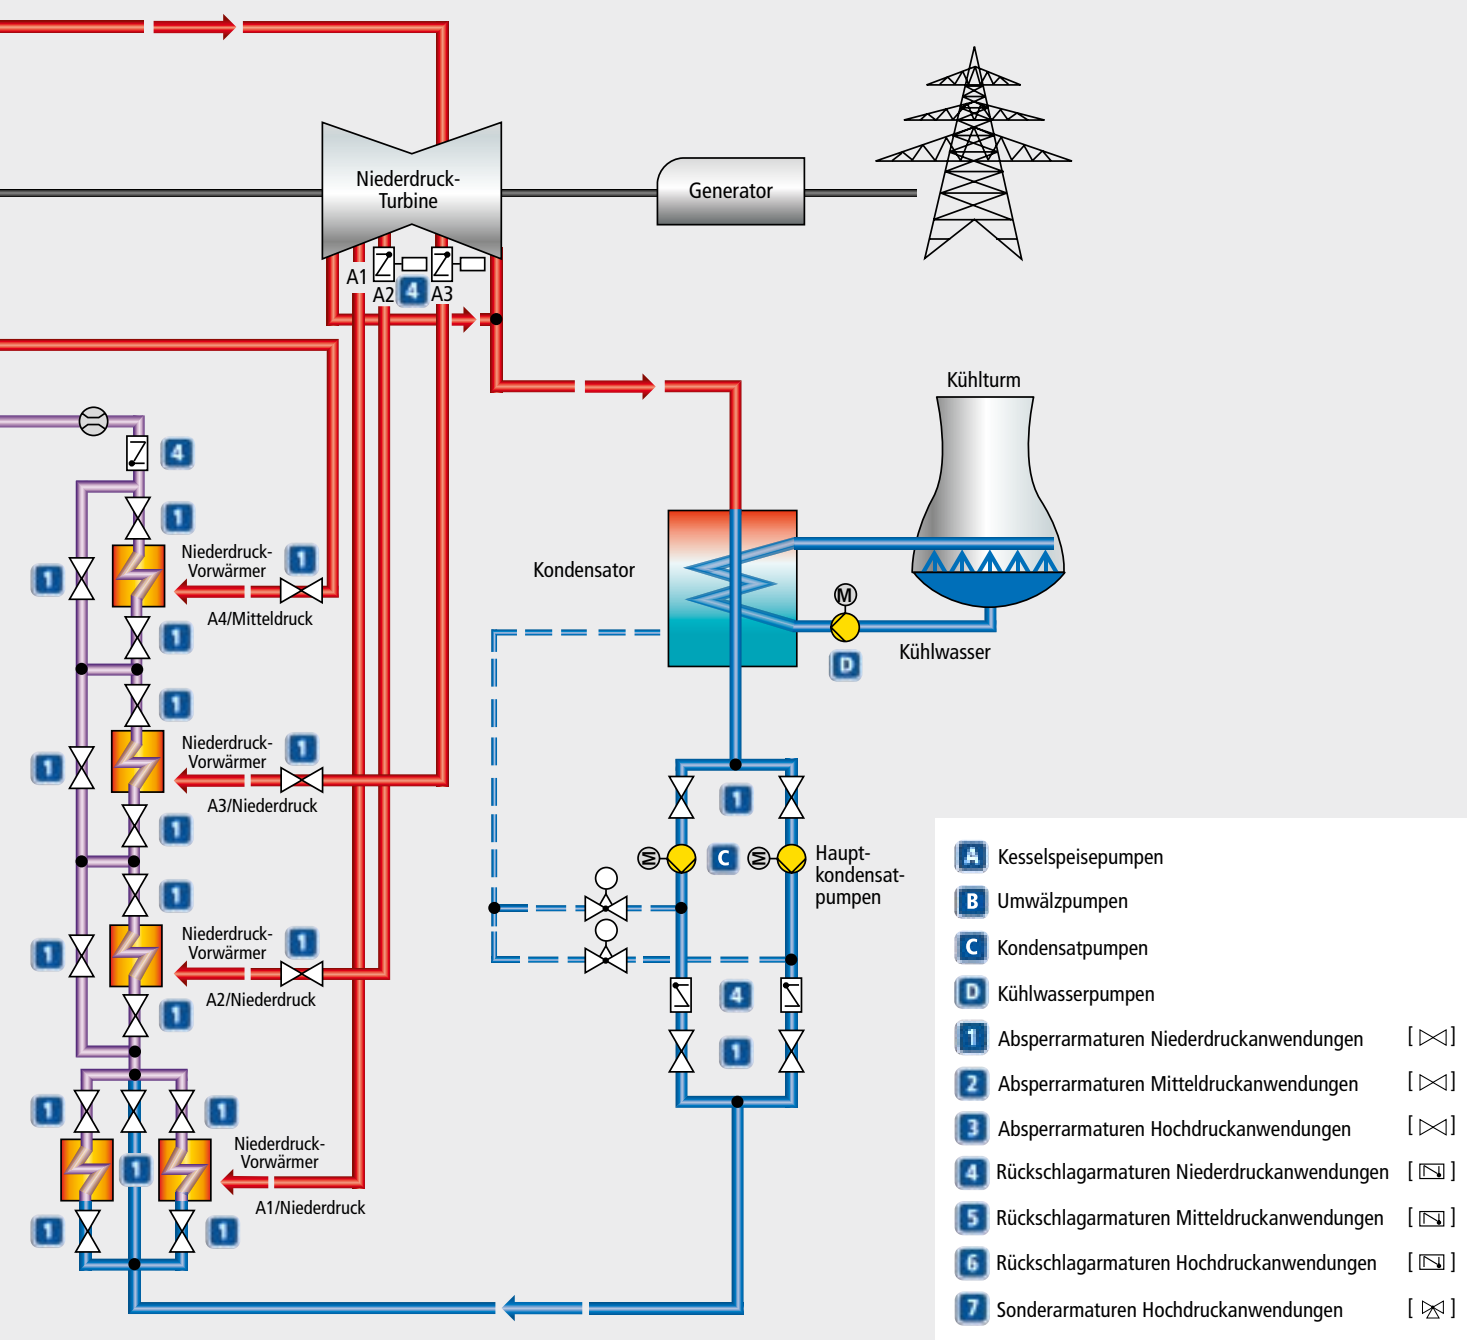 Niederdruck-
Turbine
Generator
A1
A2
4
A3
Kühlturm
4
1
Niederdruck-
Vorwärmer
1
1
A4/Mitteldruck
1
Kondensator
M
Kühlwasser
D
1
Niederdruck-
Vorwärmer
1
1
A3/Niederdruck
1
1
M
C
M
Haupt-
kondensat-
pumpen
1
Niederdruck-
Vorwärmer
1
1
A2/Niederdruck
1
4
1
1
1
Niederdruck-
Vorwärmer
1
A1/Niederdruck
1
1
A Kesselspeisepumpen
B Umwälzpumpen
C Kondensatpumpen
D Kühlwasserpumpen
1 Absperrarmaturen Niederdruckanwendungen [ ]
2 Absperrarmaturen Mitteldruckanwendungen [ ]
3 Absperrarmaturen Hochdruckanwendungen [ ]
4 Rückschlagarmaturen Niederdruckanwendungen [ ]
5 Rückschlagarmaturen Mitteldruckanwendungen [ ]
6 Rückschlagarmaturen Hochdruckanwendungen [ ]
7 Sonderarmaturen Hochdruckanwendungen [ ]